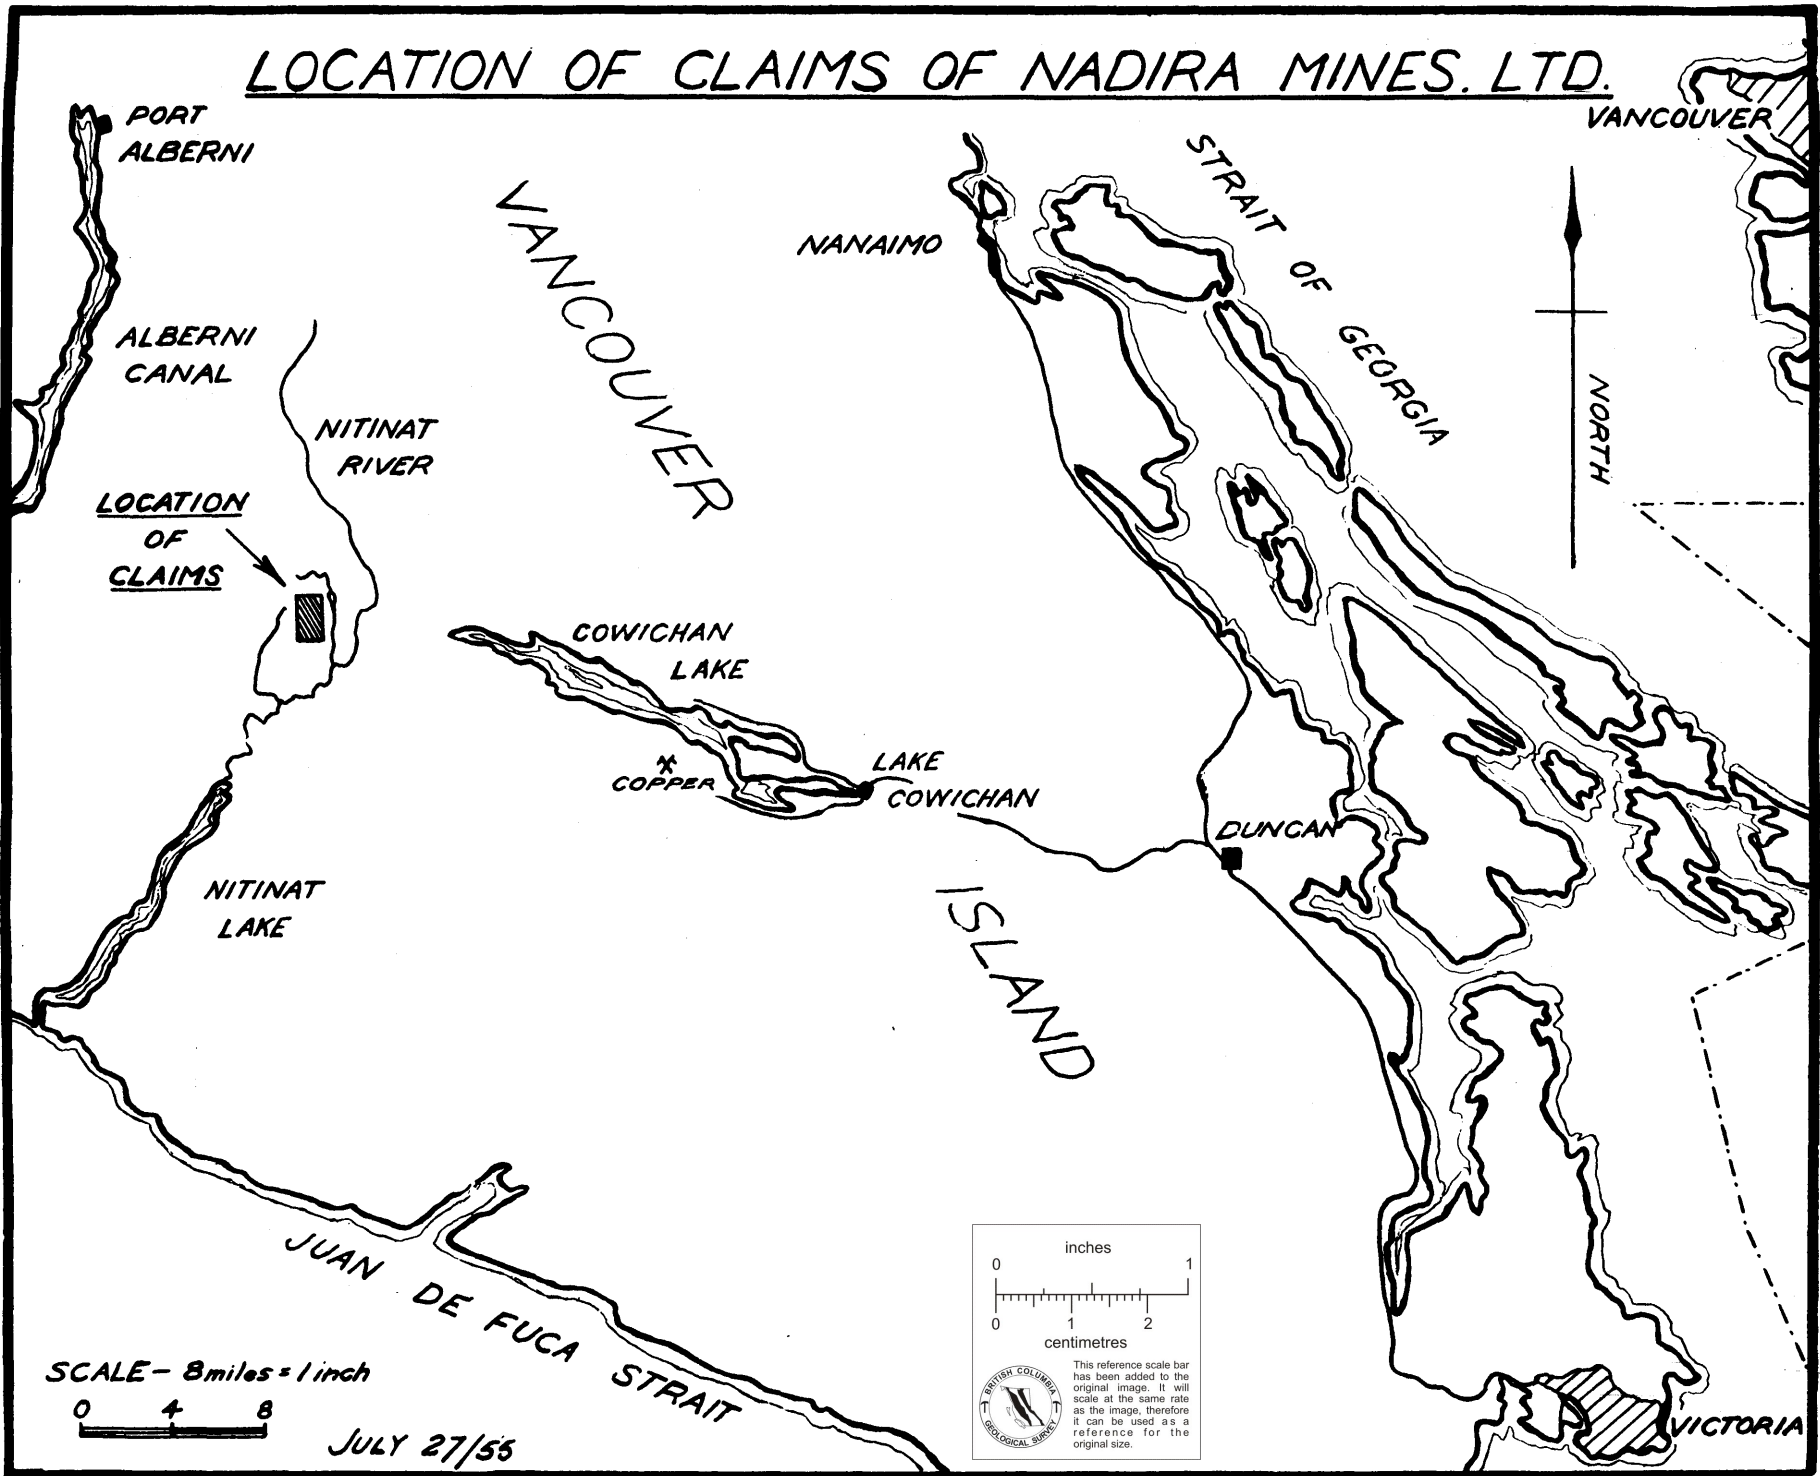 LOCATION OF CLAIMS OF NADIRA MINES. LTD.
PORT
ALBERNI
VANCOUVER
STRAIT OF GEORGIA
NANAIMO
VANCOUVER
ALBERNI
CANAL
NORTH
NITINAT
RIVER
LOCATION
OF
CLAIMS
COWICHAN
LAKE
COPPER
LAKE
COWICHAN
DUNCAN
NITINAT
LAKE
ISLAND
JUAN DE FUCA STRAIT
VICTORIA
SCALE - 8 miles = 1 inch
0 4 8
JULY 27/55
inches
0 1
0 1 2
centimetres
BRITISH COLUMBIA
GEOLOGICAL SURVEY
This reference scale bar
has been added to the
original image. It will
scale at the same rate
as the image, therefore
it can be used as a
reference for the
original size.